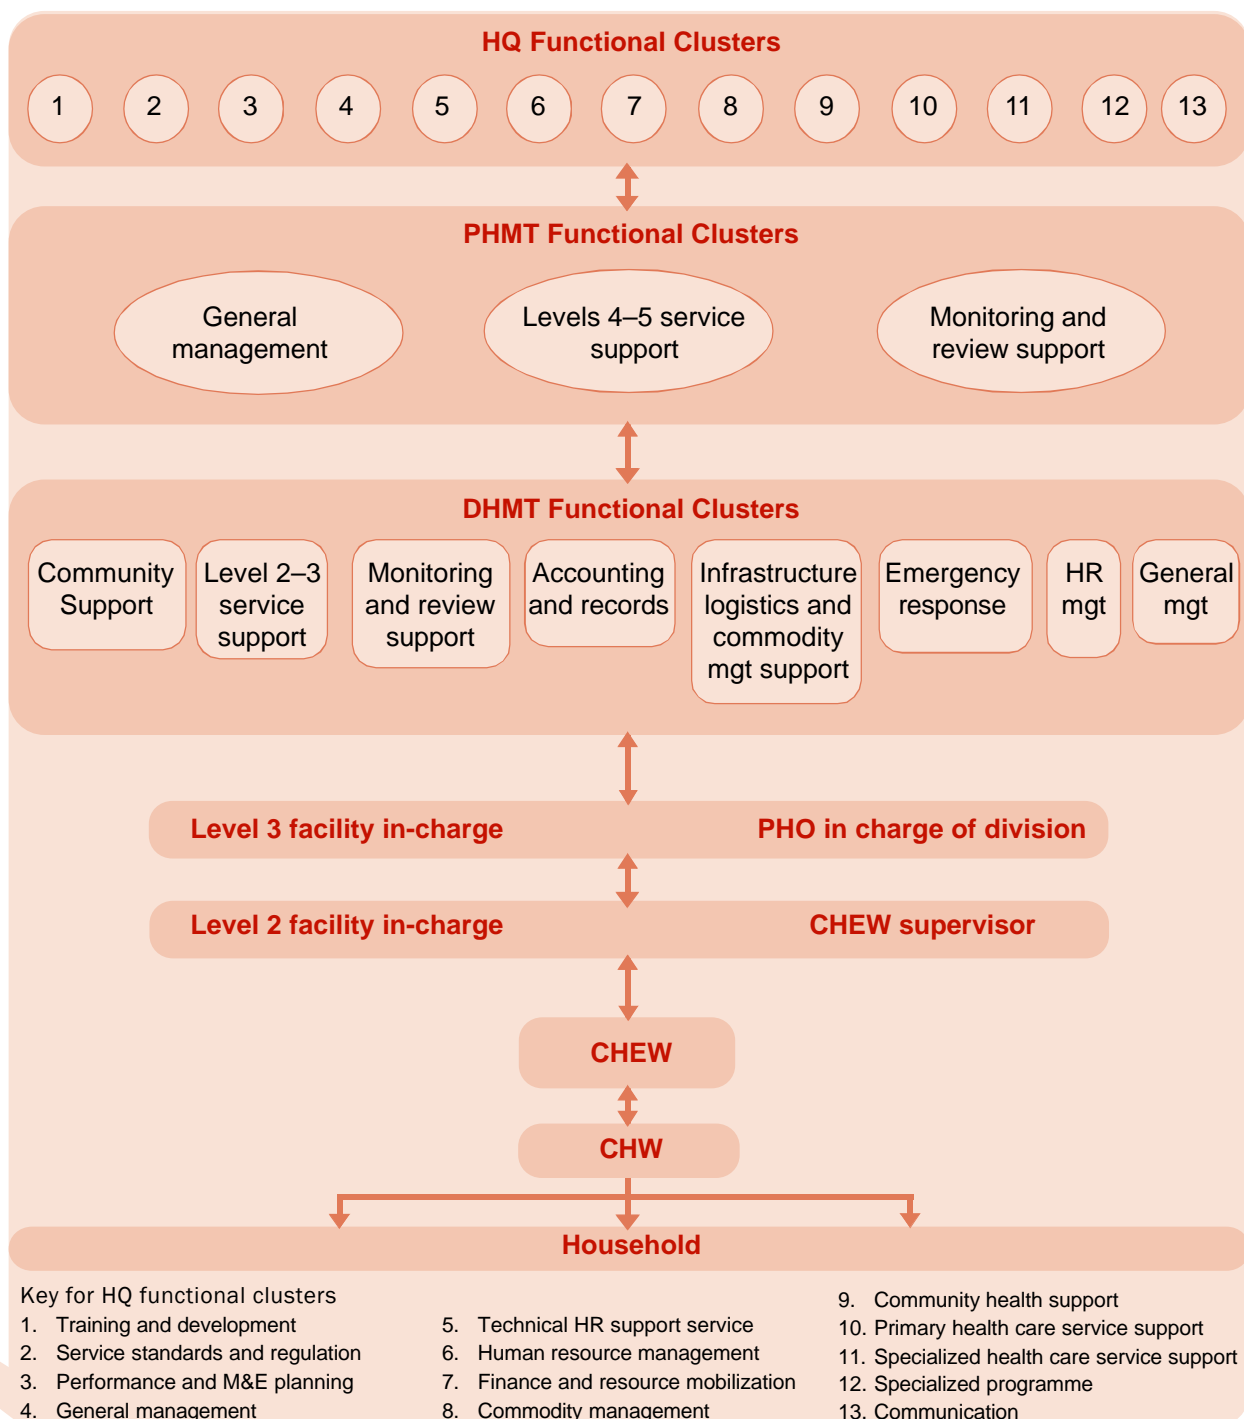 HQ Functional Clusters
1 2 3 4 5 6 7 8 9 10 11 12 13
PHMT Functional Clusters
General
management
Levels 4–5 service
support
Monitoring and
review support
DHMT Functional Clusters
Community
Support
Level 2–3
service
support
Monitoring
and review
support
Accounting
and records
Infrastructure
logistics and
commodity
mgt support
Emergency
response
HR
mgt
General
mgt
Level 3 facility in-charge
PHO in charge of division
Level 2 facility in-charge
CHEW supervisor
CHEW
CHW
Household
Key for HQ functional clusters
1. Training and development
2. Service standards and regulation
3. Performance and M&E planning
4. General management
5. Technical HR support service
6. Human resource management
7. Finance and resource mobilization
8. Commodity management
9. Community health support
10. Primary health care service support
11. Specialized health care service support
12. Specialized programme
13. Communication